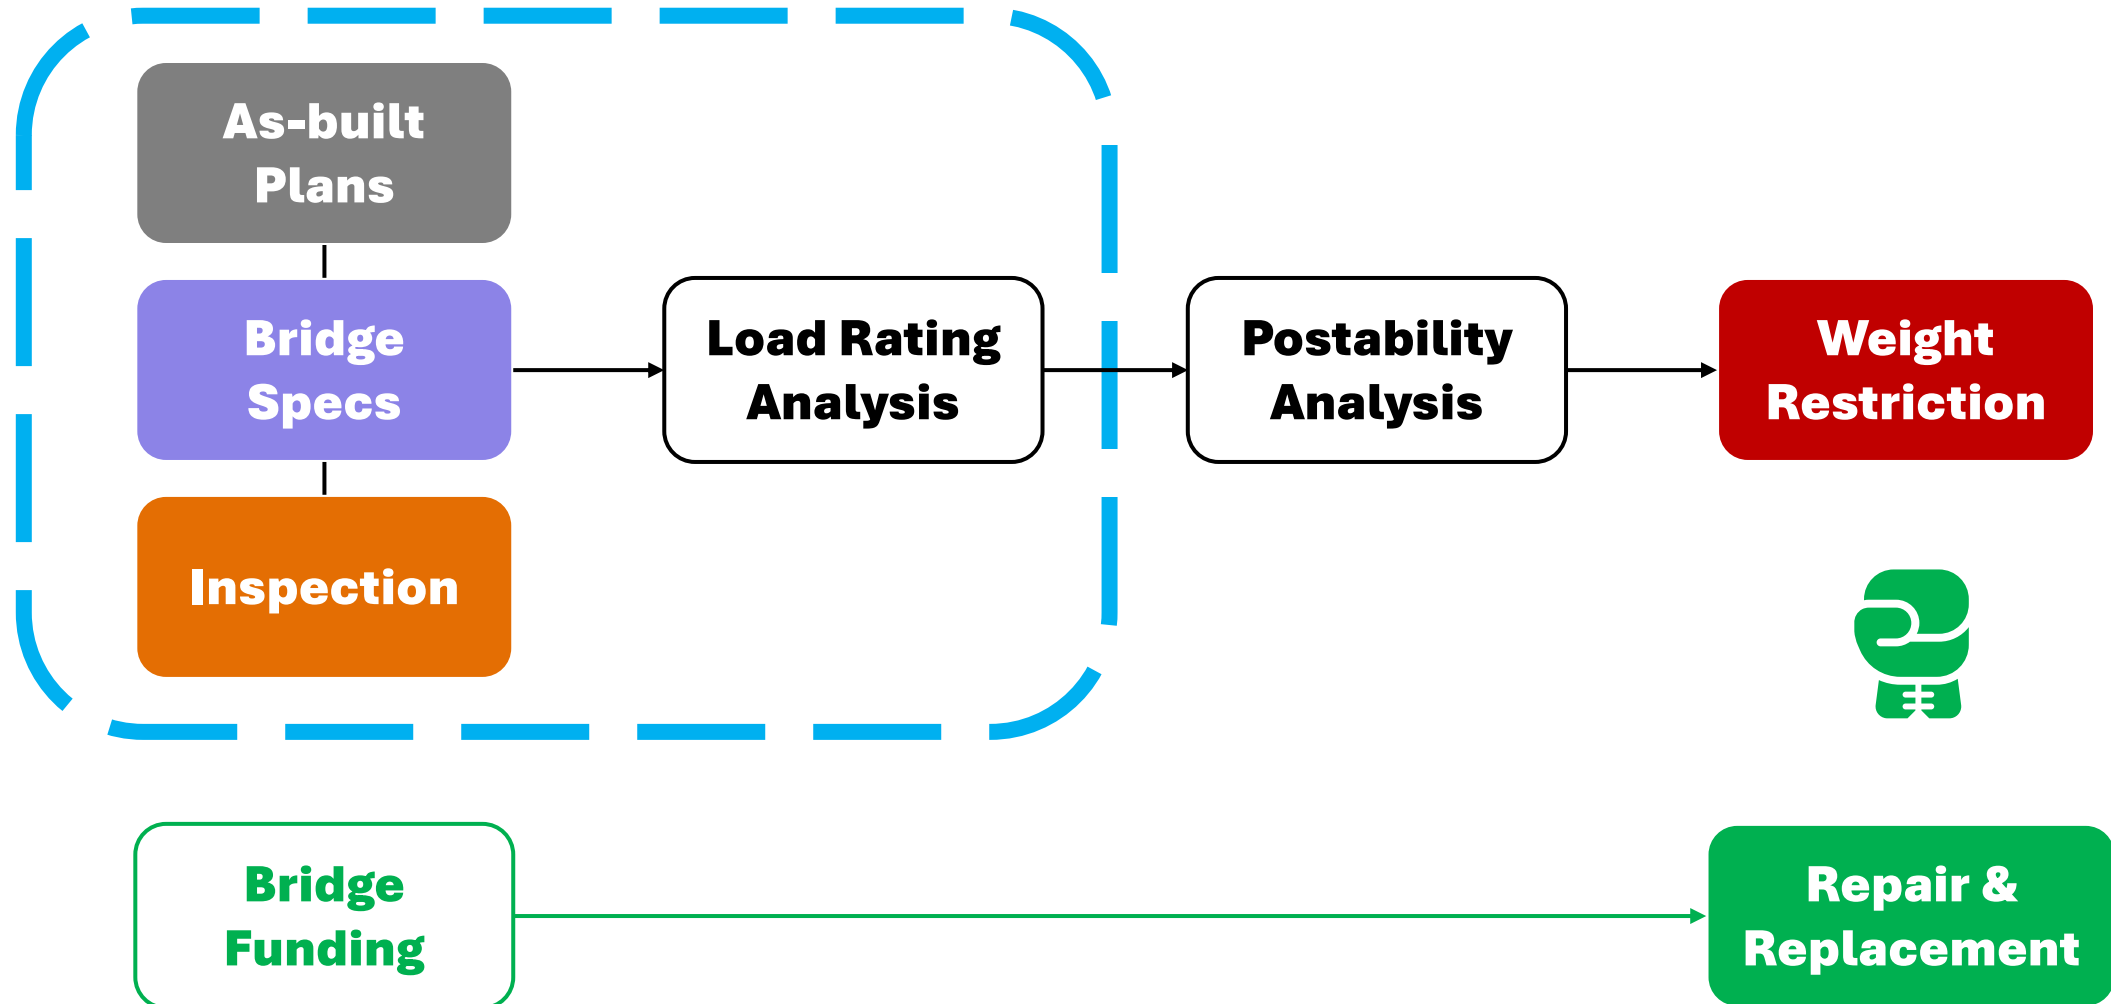 As-built
Plans
Bridge
Specs
Inspection
Load Rating
Analysis
Postability
Analysis
Weight
Restriction
Bridge
Funding
Repair &
Replacement